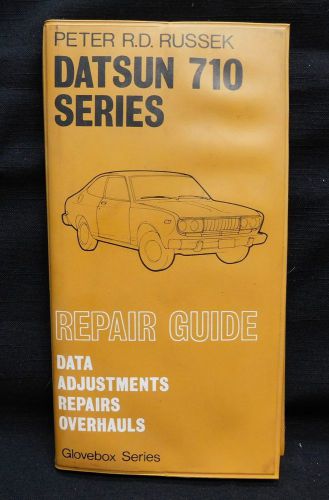 PETER R.D. RUSSEK
DATSUN 710
SERIES
REPAIR GUIDE
DATA
ADJUSTMENTS
REPAIRS
OVERHAULS
Glovebox Series